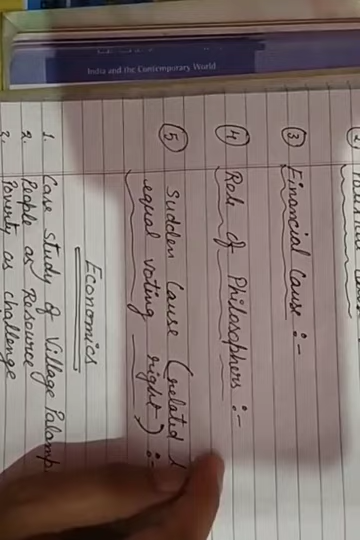 India and the Contemporary World
③ Financial Cause :-
④ Role of Philosophers :-
⑤ Sudden Cause (related
equal voting right) :-
Economics
1. Case Study of Village Palamp
2. People as Resource
3. Poverty as challenge